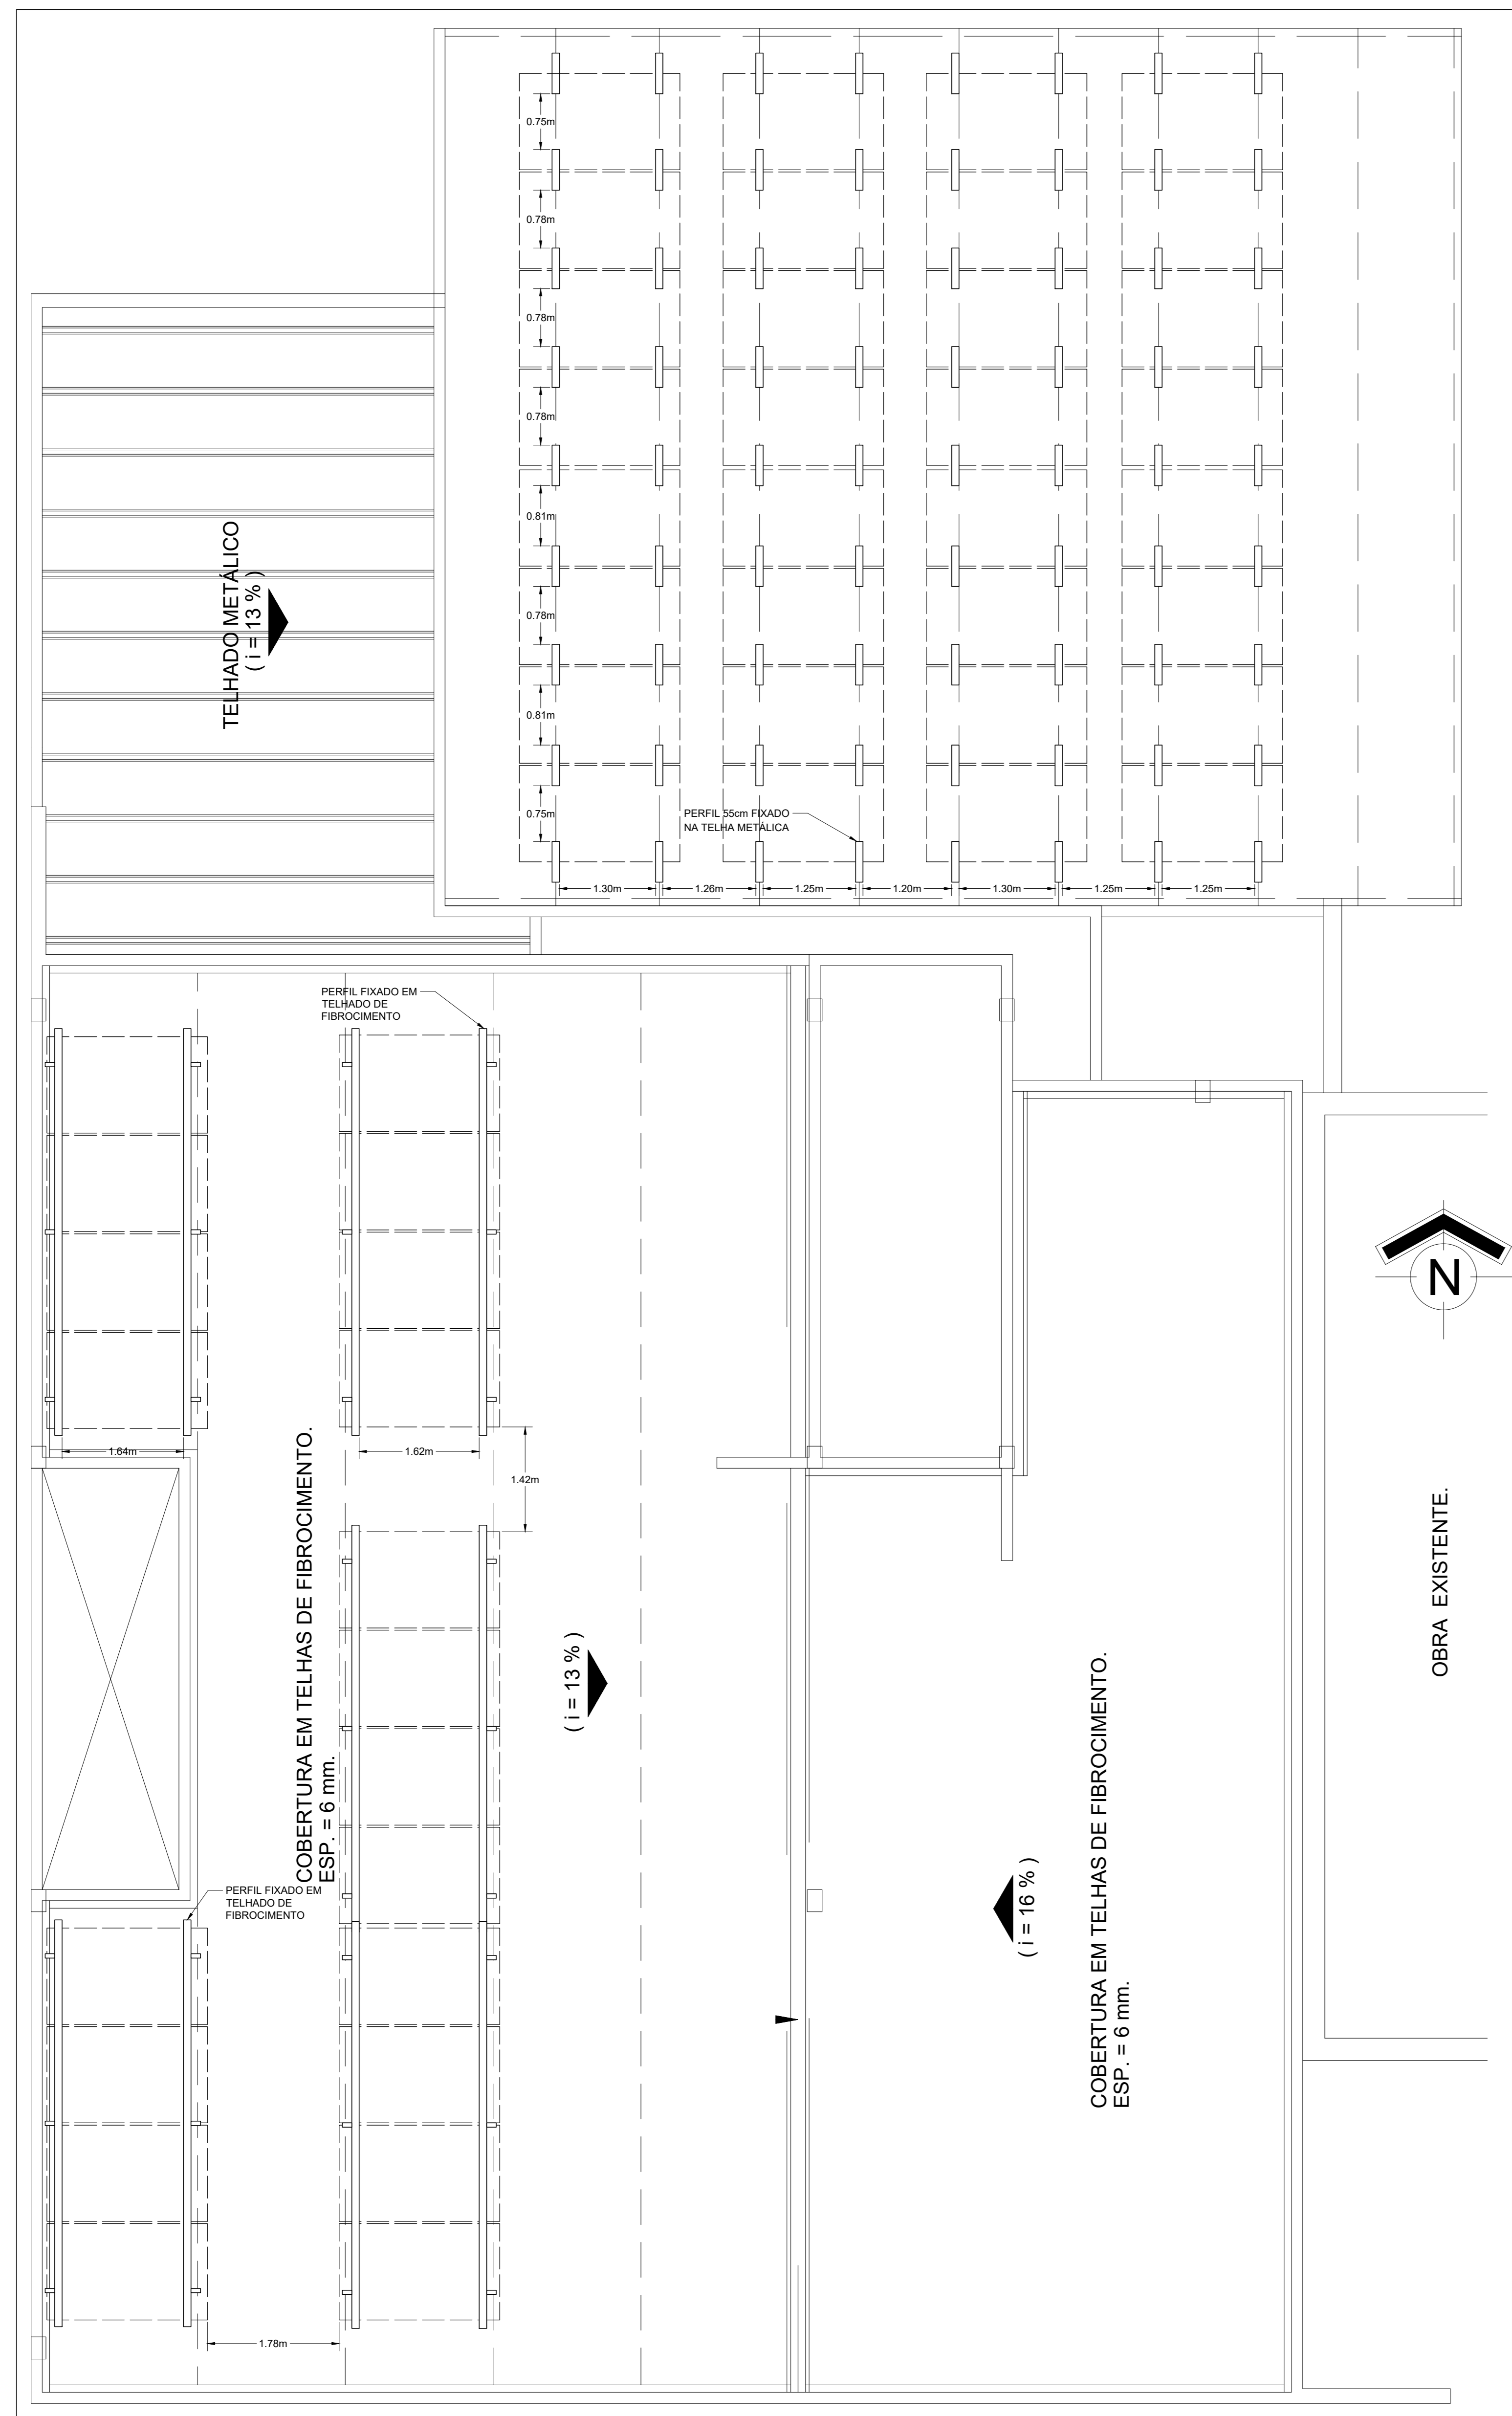 0.75m
0.78m
0.78m
0.78m
0.81m
0.78m
0.81m
0.75m
TELHADO METÁLICO
( i = 13 % )
PERFIL 55cm FIXADO
NA TELHA METÁLICA
1.30m
1.26m
1.25m
1.20m
1.30m
1.25m
1.25m
PERFIL FIXADO EM
TELHADO DE
FIBROCIMENTO
N
1.64m
1.62m
1.42m
COBERTURA EM TELHAS DE FIBROCIMENTO.
ESP. = 6 mm.
( i = 13 % )
OBRA EXISTENTE.
COBERTURA EM TELHAS DE FIBROCIMENTO.
ESP. = 6 mm.
( i = 16 % )
PERFIL FIXADO EM
TELHADO DE
FIBROCIMENTO
1.78m